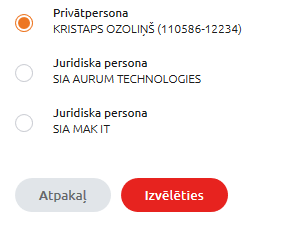 Privātpersona
KRISTAPS OZOLIŅŠ (110586-12234)
Juridiska persona
SIA AURUM TECHNOLOGIES
Juridiska persona
SIA MAK IT
Atpakaļ Izvēlēties